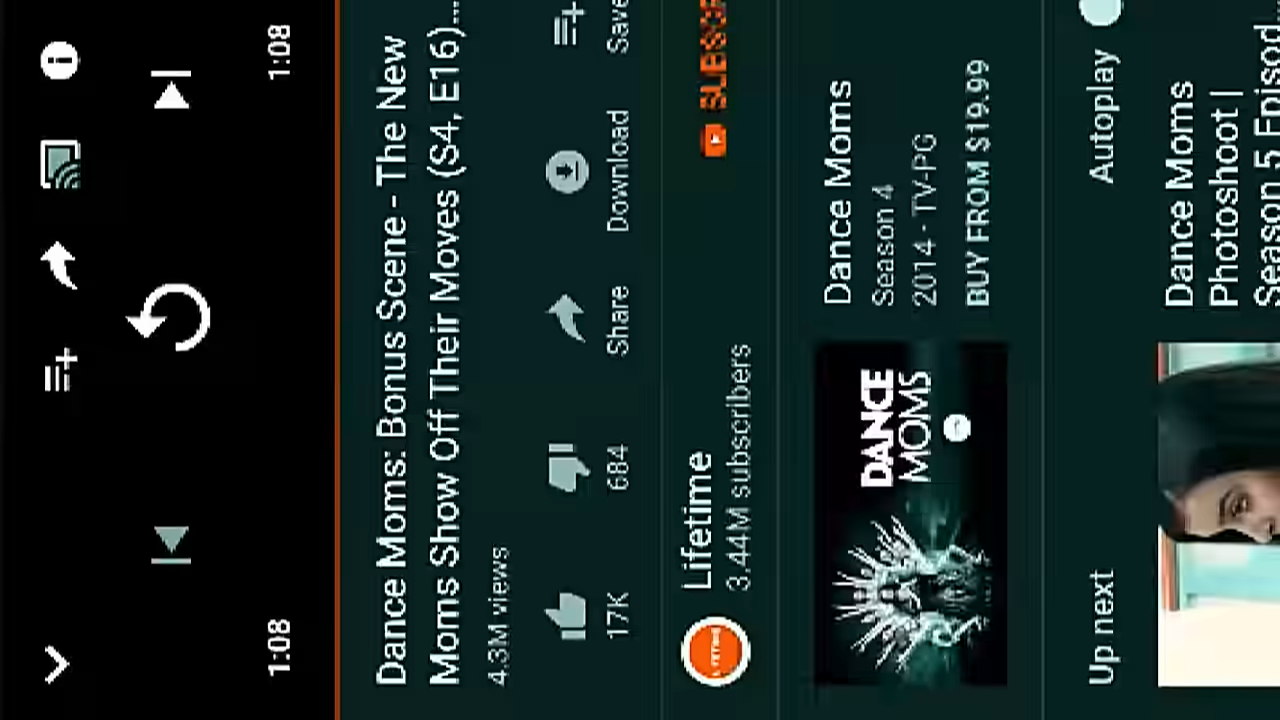 1:08
1:08
Dance Moms: Bonus Scene - The New
Moms Show Off Their Moves (S4, E16)...
4.3M views
17K
684
Share
Download
Save
Lifetime
3.44M subscribers
Dance Moms
Season 4
2014 · TV-PG
BUY FROM $19.99
DANCE
MOMS
Up next
Autoplay
Dance Moms
Photoshoot |
Season 5 Episod...